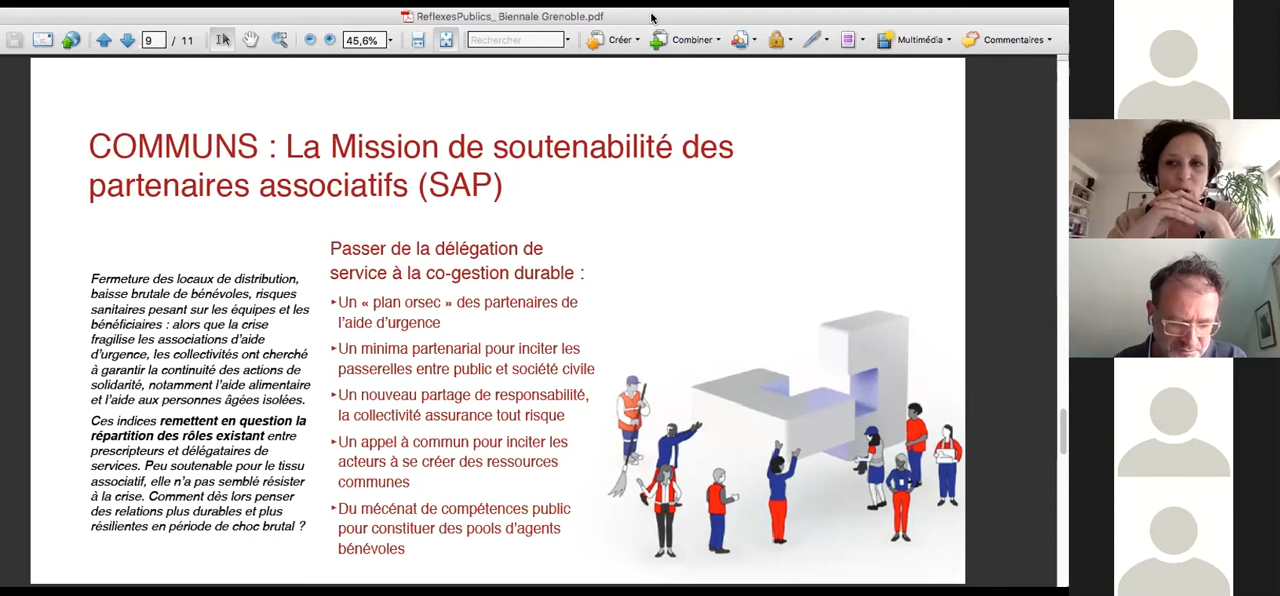 ReflexesPublics_ Biennale Grenoble.pdf
9 / 11
45,6%
Rechercher
Créer
Combiner
Multimédia
Commentaires
COMMUNS : La Mission de soutenabilité des
partenaires associatifs (SAP)
Fermeture des locaux de distribution,
baisse brutale de bénévoles, risques
sanitaires pesant sur les équipes et les
bénéficiaires : alors que la crise
fragilise les associations d’aide
d’urgence, les collectivités ont cherché
à garantir la continuité des actions de
solidarité, notamment l’aide alimentaire
et l’aide aux personnes âgées isolées.
Ces indices remettent en question la
répartition des rôles existant entre
prescripteurs et délégataires de
services. Peu soutenable pour le tissu
associatif, elle n’a pas semblé résister
à la crise. Comment dès lors penser
des relations plus durables et plus
résilientes en période de choc brutal ?
Passer de la délégation de
service à la co-gestion durable :
▸Un « plan orsec » des partenaires de
l’aide d’urgence
▸Un minima partenarial pour inciter les
passerelles entre public et société civile
▸Un nouveau partage de responsabilité,
la collectivité assurance tout risque
▸Un appel à commun pour inciter les
acteurs à se créer des ressources
communes
▸Du mécénat de compétences public
pour constituer des pools d’agents
bénévoles